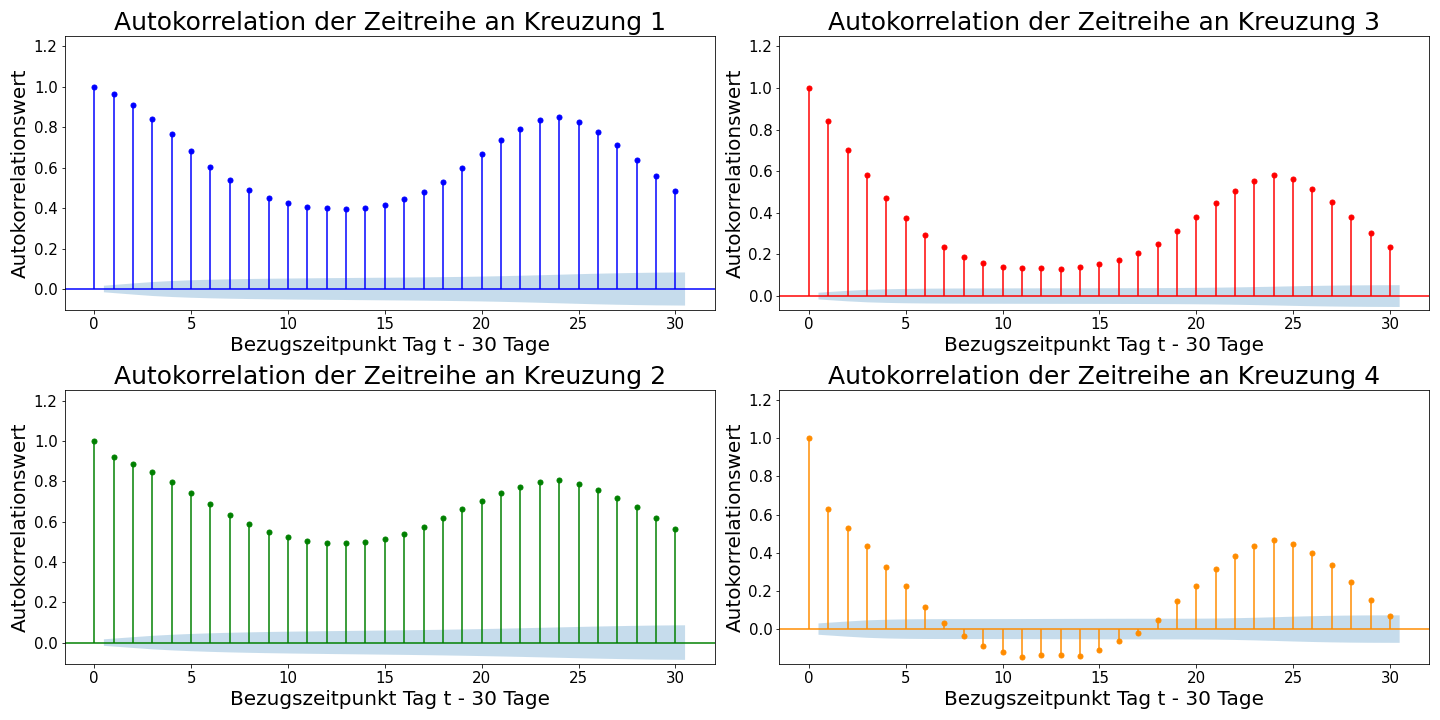 Autokorrelation der Zeitreihe an Kreuzung 1
Autokorrelationswert
1.2
1.0
0.8
0.6
0.4
0.2
0.0
0 5 10 15 20 25 30
Bezugszeitpunkt Tag t - 30 Tage
Autokorrelation der Zeitreihe an Kreuzung 3
Autokorrelationswert
1.2
1.0
0.8
0.6
0.4
0.2
0.0
0 5 10 15 20 25 30
Bezugszeitpunkt Tag t - 30 Tage
Autokorrelation der Zeitreihe an Kreuzung 2
Autokorrelationswert
1.2
1.0
0.8
0.6
0.4
0.2
0.0
0 5 10 15 20 25 30
Bezugszeitpunkt Tag t - 30 Tage
Autokorrelation der Zeitreihe an Kreuzung 4
Autokorrelationswert
1.2
1.0
0.8
0.6
0.4
0.2
0.0
0 5 10 15 20 25 30
Bezugszeitpunkt Tag t - 30 Tage